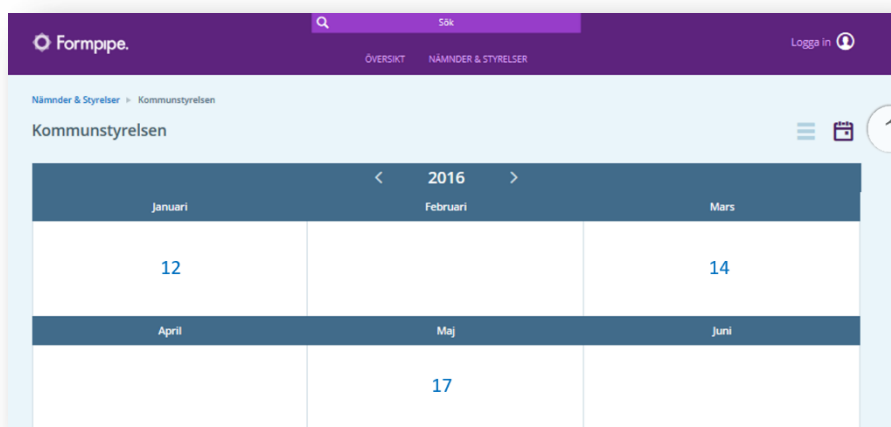 Sök
Formpipe.
Logga in
ÖVERSIKT NÄMNDER & STYRELSER
Nämnder & Styrelser Kommunstyrelsen
Kommunstyrelsen
< 2016 >
Januari Februari Mars
12 14
April Maj Juni
17